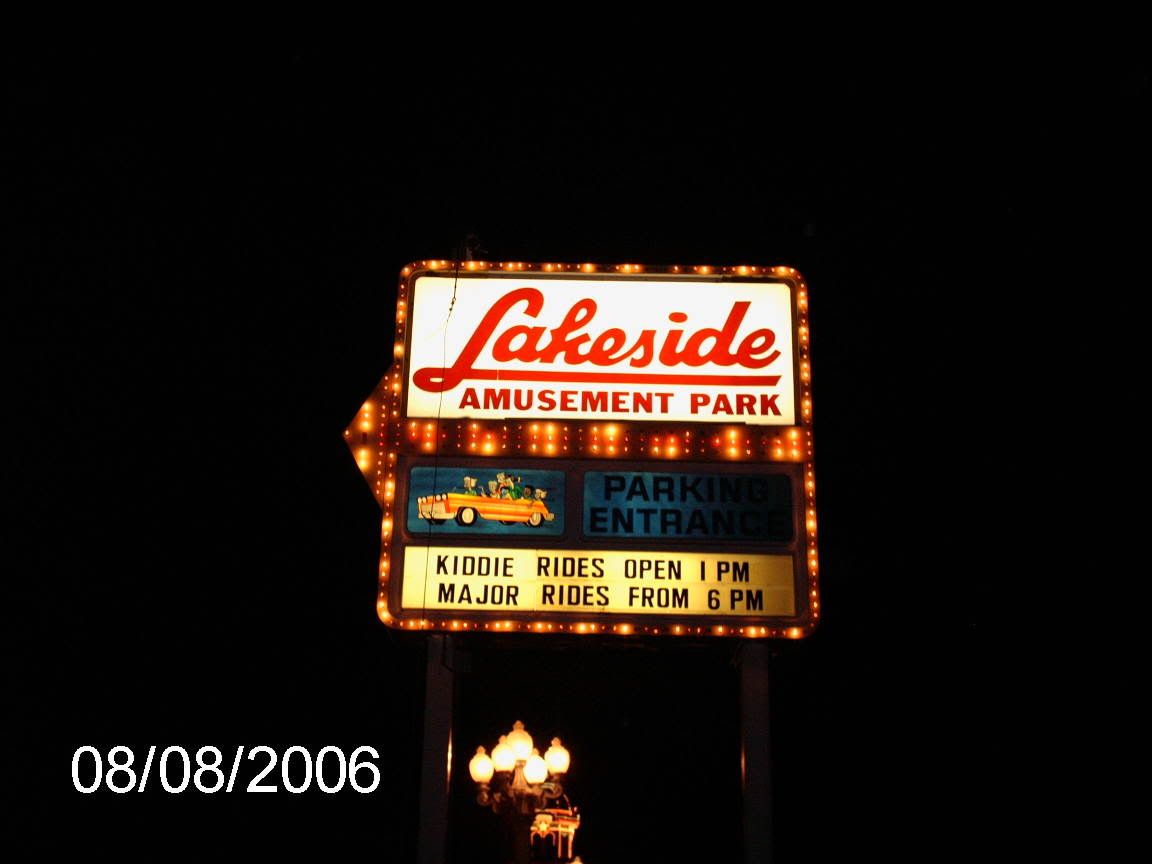 Lakeside
AMUSEMENT PARK
PARKING
ENTRANCE
KIDDIE RIDES OPEN 1 PM
MAJOR RIDES FROM 6 PM
08/08/2006